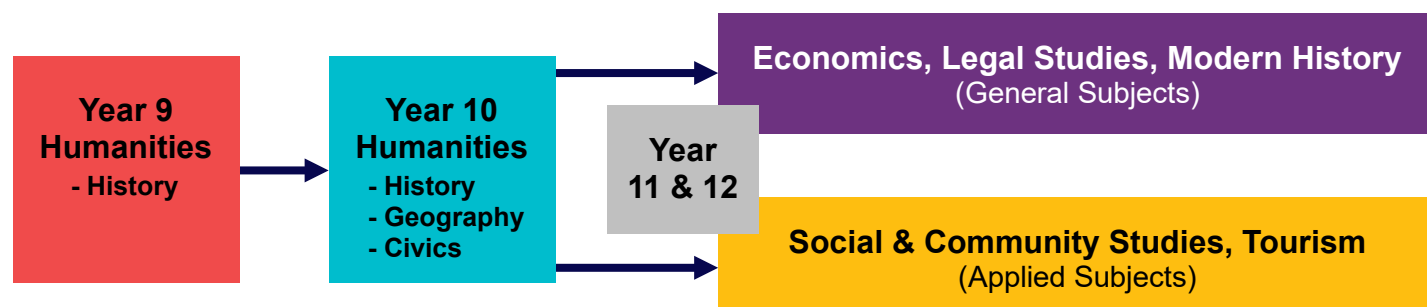 Year 9
Humanities
- History
Year 10
Humanities
- History
- Geography
- Civics
Year
11 & 12
Economics, Legal Studies, Modern History
(General Subjects)
Social & Community Studies, Tourism
(Applied Subjects)